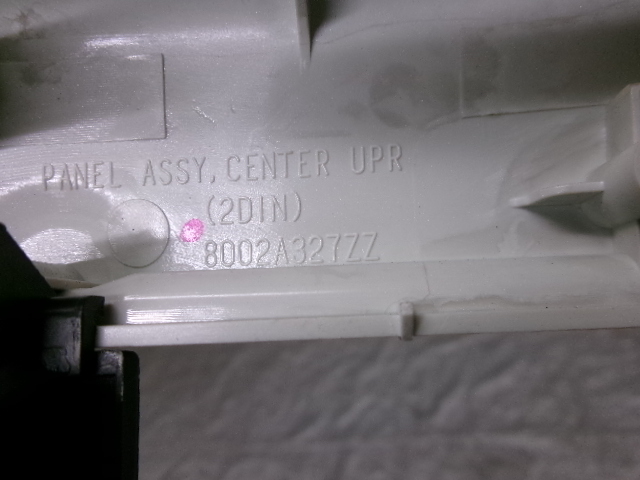 PANEL ASSY, CENTER UPR
(2DIN)
8002A327ZZ